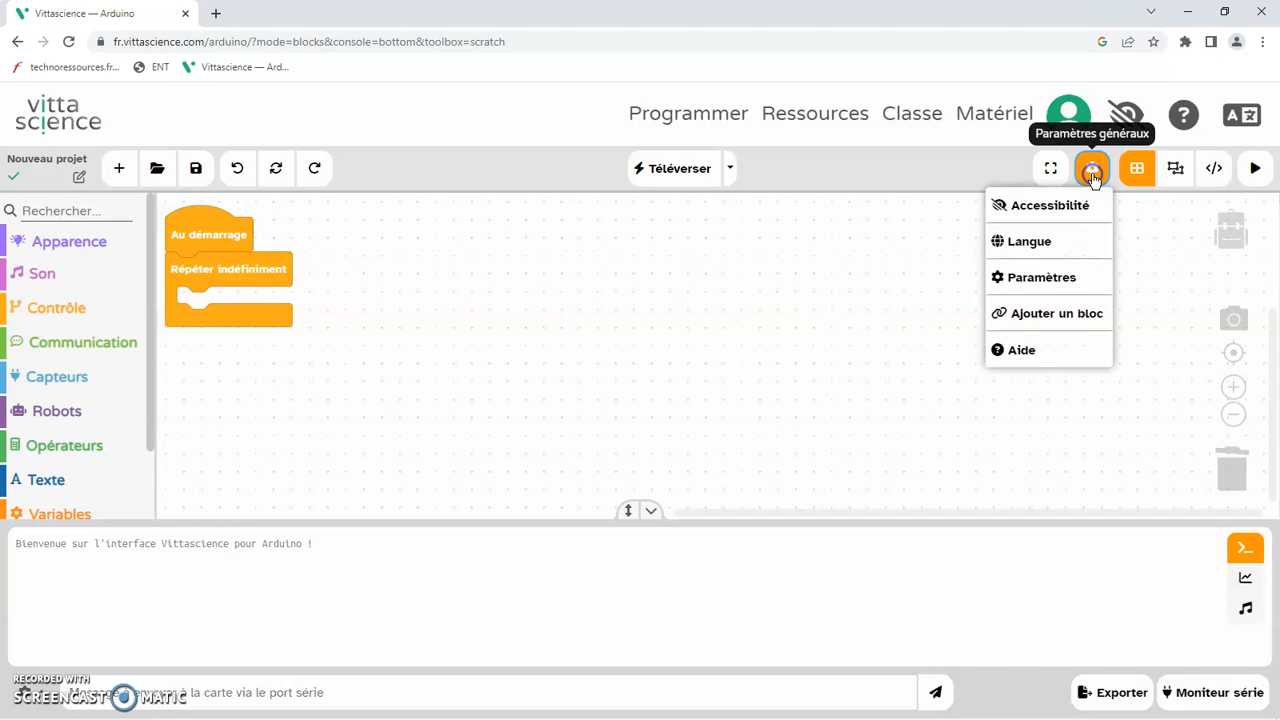 Vittascience — Arduino
fr.vittascience.com/arduino/?mode=blocks&console=bottom&toolbox=scratch
technoressources.fr...
ENT
Vittascience — Ard...
vitta
science
Programmer
Ressources
Classe
Matériel
Paramètres généraux
Nouveau projet
Téléverser
Rechercher...
Apparence
Son
Contrôle
Communication
Capteurs
Robots
Opérateurs
Texte
Variables
Au démarrage
Répéter indéfiniment
Accessibilité
Langue
Paramètres
Ajouter un bloc
Aide
Bienvenue sur l'interface Vittascience pour Arduino !
RECORDED WITH
SCREENCAST MATIC
à la carte via le port série
Exporter
Moniteur série